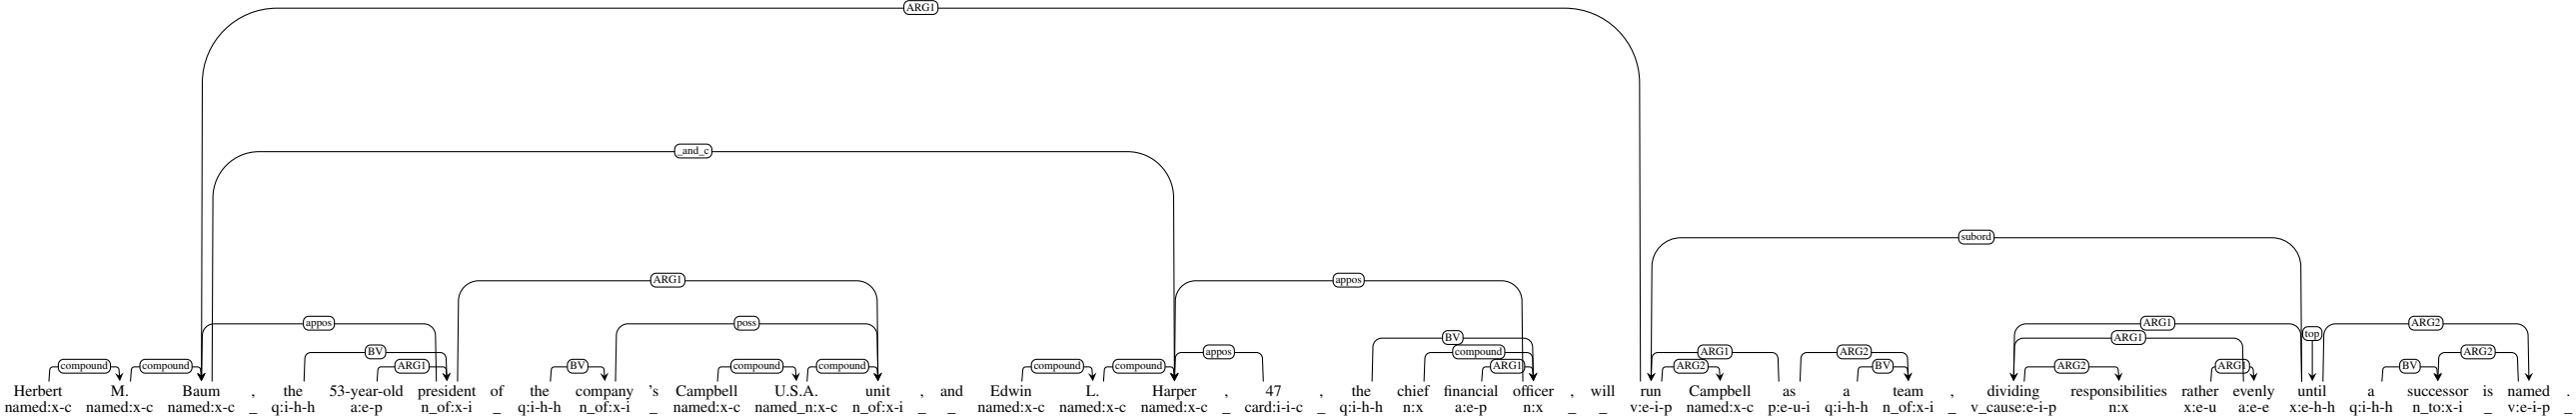 ARG1
_and_c
subord
ARG1 appos
appos poss ARG1 ARG2
BV BV ARG1 top
BV appos compound ARG1 ARG2 ARG2
compound compound ARG1 BV compound compound compound compound ARG1 ARG2 BV ARG2 ARG1 BV
Herbert M. Baum , the 53-year-old president of the company 's Campbell U.S.A. unit , and Edwin L. Harper , 47 , the chief financial officer , will run Campbell as a team , dividing responsibilities rather evenly until a successor is named .
named:x-c named:x-c named:x-c _ q:i-h-h a:e-p n_of:x-i _ q:i-h-h n_of:x-i _ named:x-c named_n:x-c n_of:x-i _ _ named:x-c named:x-c named:x-c _ card:i-i-c _ q:i-h-h n:x a:e-p n:x _ _ v:e-i-p named:x-c p:e-u-i q:i-h-h n_of:x-i _ v_cause:e-i-p n:x x:e-u a:e-e x:e-h-h q:i-h-h n_to:x-i _ v:e-i-p _